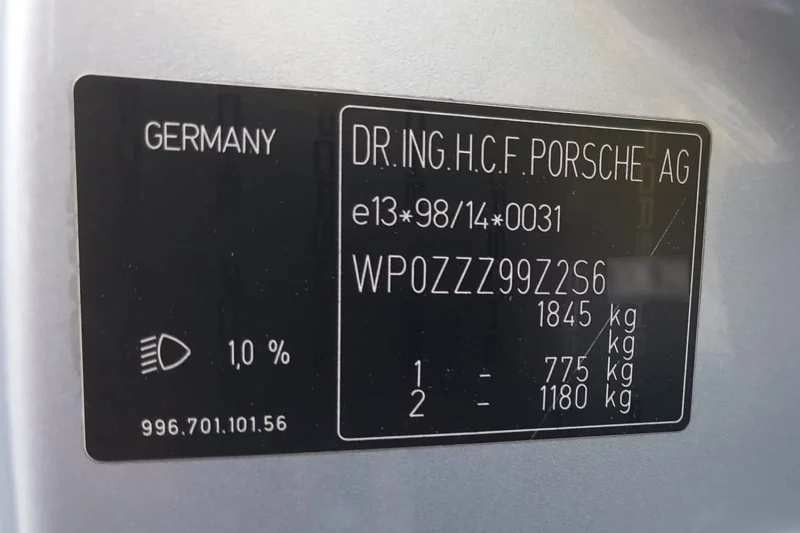 GERMANY
DR.ING.H.C.F.PORSCHE AG
e13*98/14*0031
WP0ZZZ99Z2S6
1845 kg
kg
1 - 775 kg
2 - 1180 kg
1,0 %
996.701.101.56